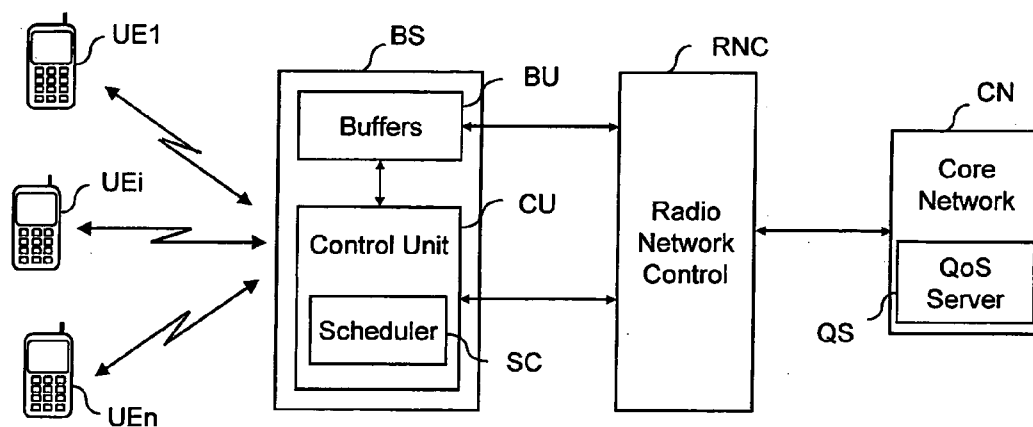 UE1
UEi
UEn
BS
BU
Buffers
CU
Control Unit
Scheduler
SC
RNC
Radio
Network
Control
CN
Core
Network
QoS
Server
QS